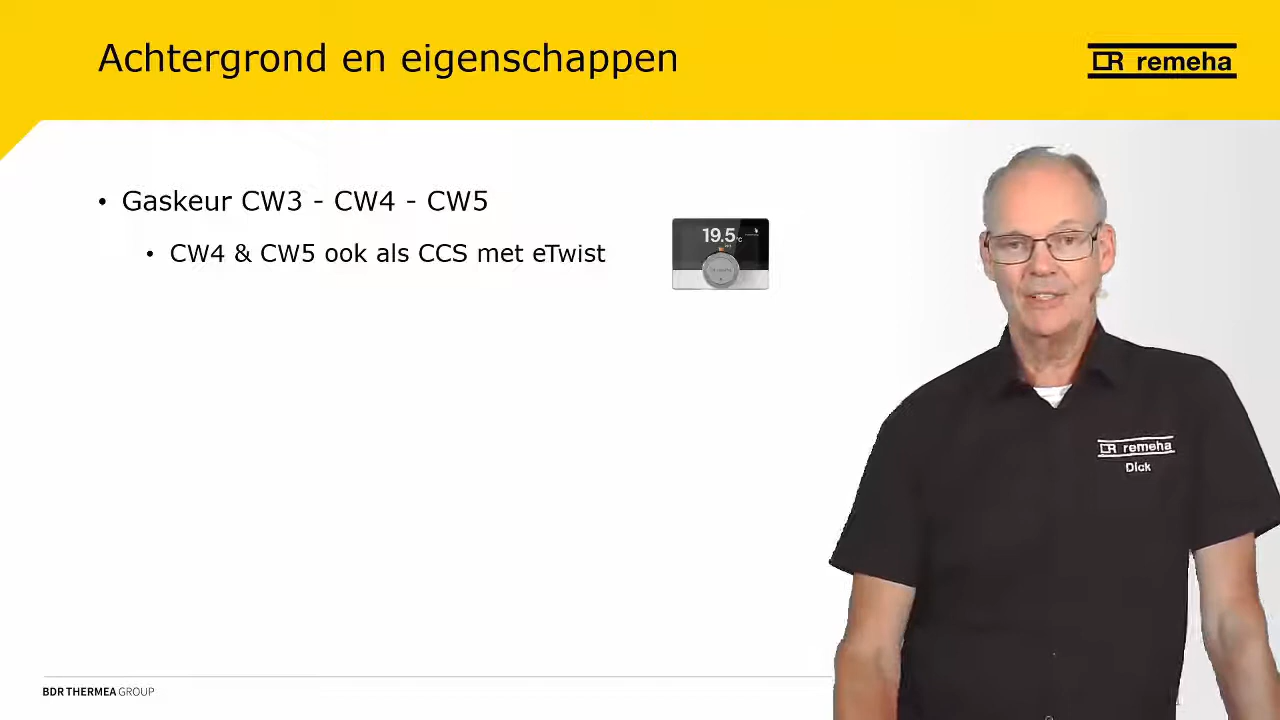 Achtergrond en eigenschappen
remeha
• Gaskeur CW3 - CW4 - CW5
• CW4 & CW5 ook als CCS met eTwist
19.5°C
remeha
Dick
BDR THERMEA GROUP